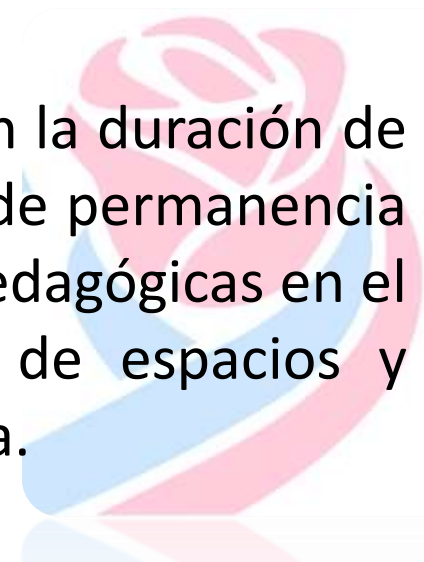 n la duración de
de permanencia
edagógicas en el
de espacios y
a.